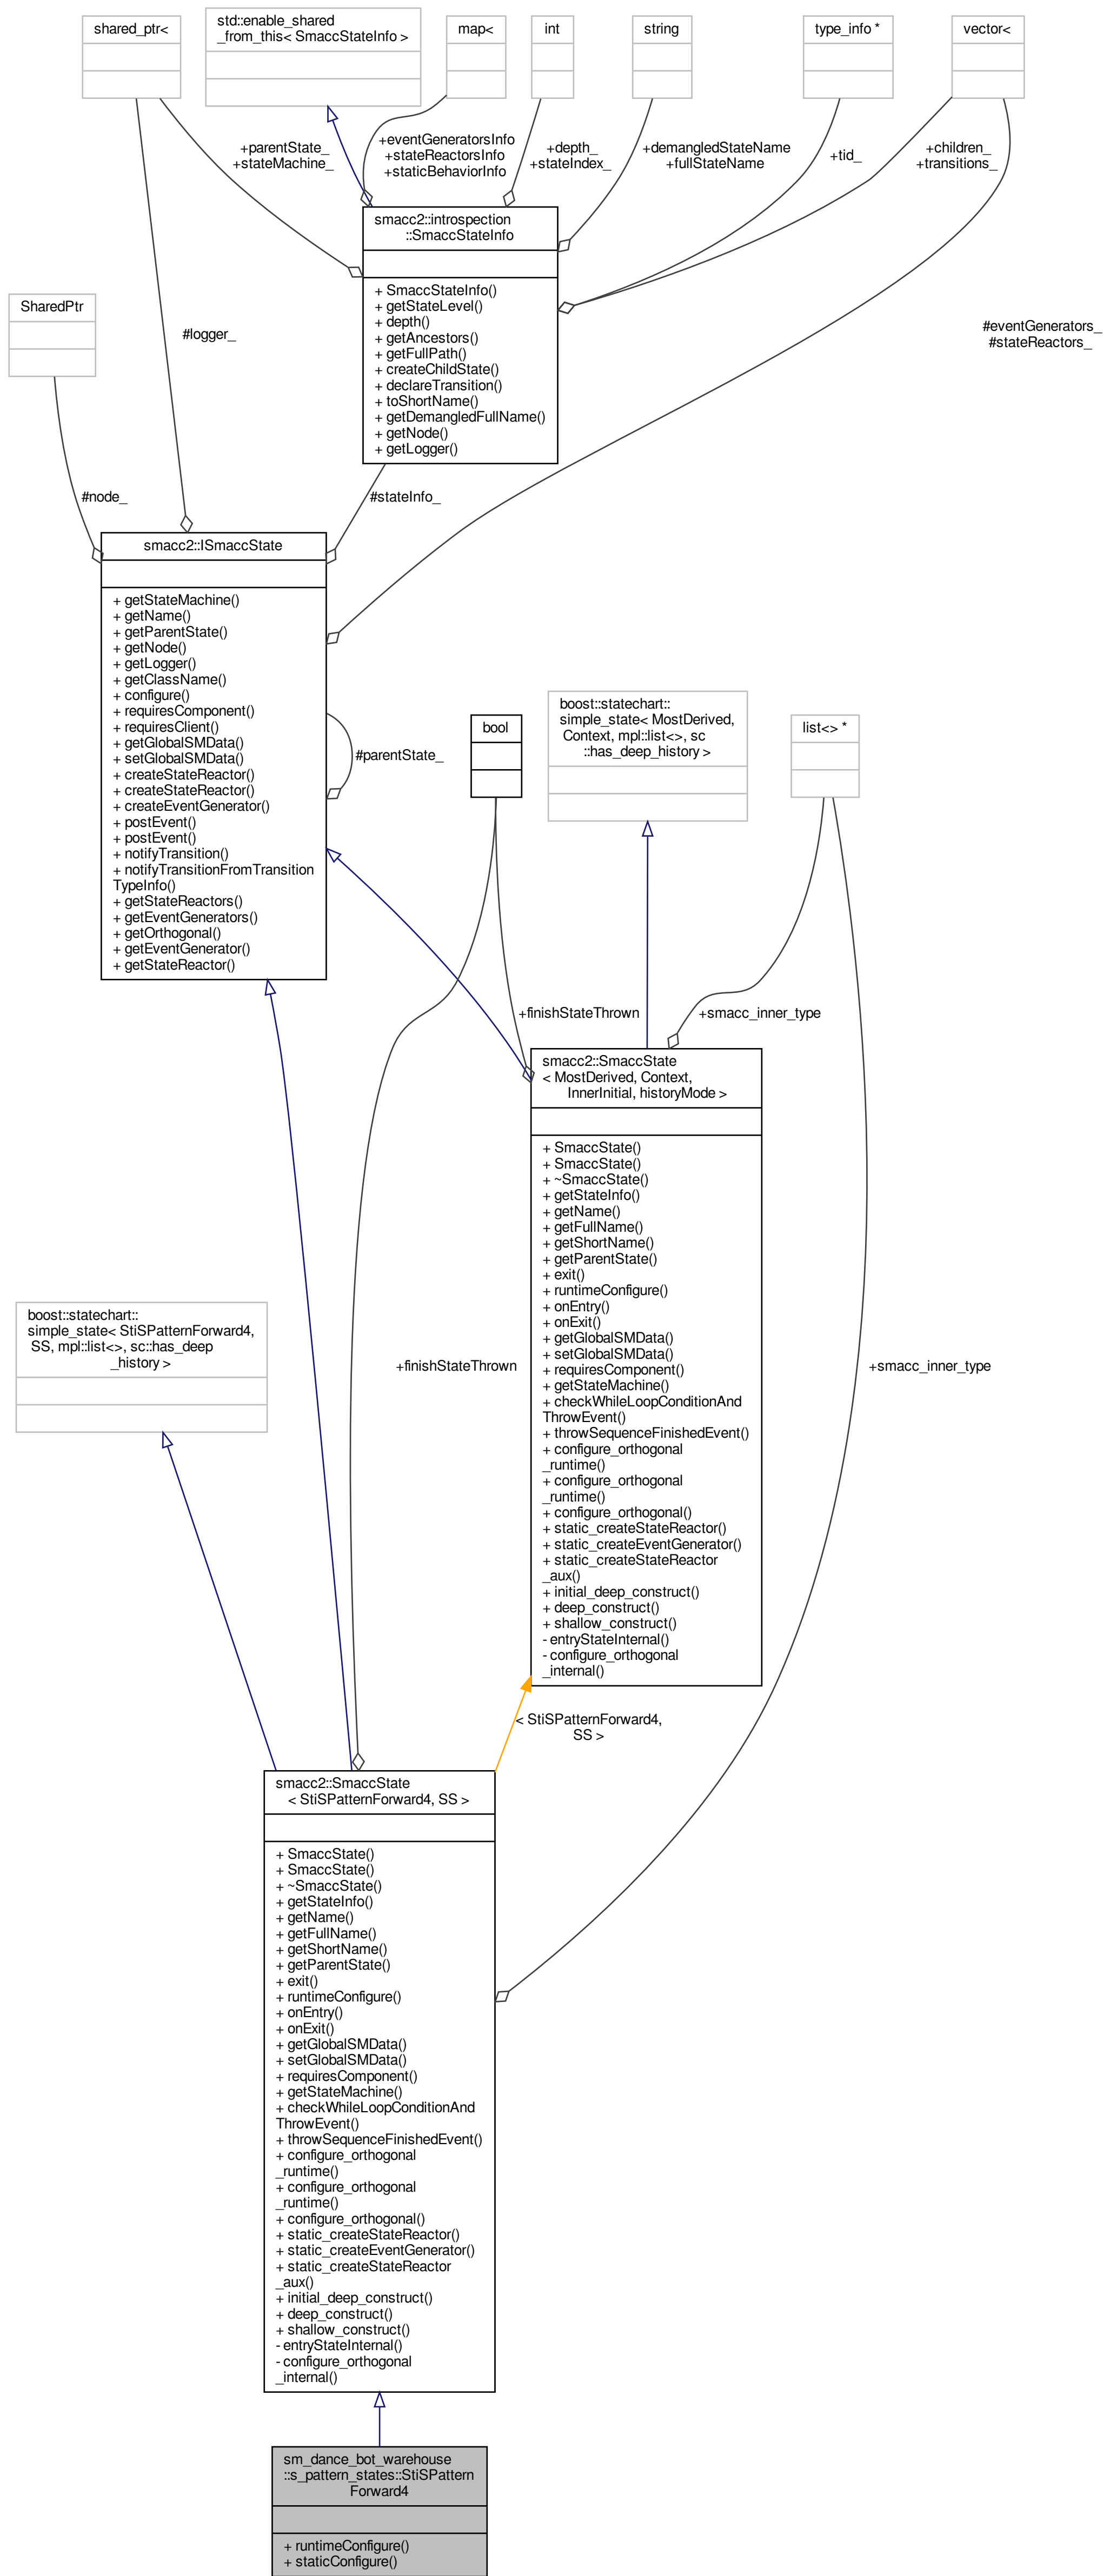 shared_ptr<
std::enable_shared
_from_this< SmaccStateInfo >
map<
int
string
type_info *
vector<
+parentState_
+stateMachine_
+eventGeneratorsInfo
+stateReactorsInfo
+staticBehaviorInfo
+depth_
+stateIndex_
+demangledStateName
+fullStateName
+tid_
+children_
+transitions_
smacc2::introspection
::SmaccStateInfo
+ SmaccStateInfo()
+ getStateLevel()
+ depth()
+ getAncestors()
+ getFullPath()
+ createChildState()
+ declareTransition()
+ toShortName()
+ getDemangledFullName()
+ getNode()
+ getLogger()
SharedPtr
#logger_
#eventGenerators_
#stateReactors_
#node_
#stateInfo_
smacc2::ISmaccState
+ getStateMachine()
+ getName()
+ getParentState()
+ getNode()
+ getLogger()
+ getClassName()
+ configure()
+ requiresComponent()
+ requiresClient()
+ getGlobalSMData()
+ setGlobalSMData()
+ createStateReactor()
+ createStateReactor()
+ createEventGenerator()
+ postEvent()
+ postEvent()
+ notifyTransition()
+ notifyTransitionFromTransition
TypeInfo()
+ getStateReactors()
+ getEventGenerators()
+ getOrthogonal()
+ getEventGenerator()
+ getStateReactor()
#parentState_
bool
boost::statechart::
simple_state< MostDerived,
Context, mpl::list<>, sc
::has_deep_history >
list<> *
+finishStateThrown
+smacc_inner_type
smacc2::SmaccState
< MostDerived, Context,
InnerInitial, historyMode >
+ SmaccState()
+ SmaccState()
+ ~SmaccState()
+ getStateInfo()
+ getName()
+ getFullName()
+ getShortName()
+ getParentState()
+ exit()
+ runtimeConfigure()
+ onEntry()
+ onExit()
+ getGlobalSMData()
+ setGlobalSMData()
+ requiresComponent()
+ getStateMachine()
+ checkWhileLoopConditionAnd
ThrowEvent()
+ throwSequenceFinishedEvent()
+ configure_orthogonal
_runtime()
+ configure_orthogonal
_runtime()
+ configure_orthogonal()
+ static_createStateReactor()
+ static_createEventGenerator()
+ static_createStateReactor
_aux()
+ initial_deep_construct()
+ deep_construct()
+ shallow_construct()
- entryStateInternal()
- configure_orthogonal
_internal()
boost::statechart::
simple_state< StiSPatternForward4,
SS, mpl::list<>, sc::has_deep
_history >
+finishStateThrown
+smacc_inner_type
< StiSPatternForward4,
SS >
smacc2::SmaccState
< StiSPatternForward4, SS >
+ SmaccState()
+ SmaccState()
+ ~SmaccState()
+ getStateInfo()
+ getName()
+ getFullName()
+ getShortName()
+ getParentState()
+ exit()
+ runtimeConfigure()
+ onEntry()
+ onExit()
+ getGlobalSMData()
+ setGlobalSMData()
+ requiresComponent()
+ getStateMachine()
+ checkWhileLoopConditionAnd
ThrowEvent()
+ throwSequenceFinishedEvent()
+ configure_orthogonal
_runtime()
+ configure_orthogonal
_runtime()
+ configure_orthogonal()
+ static_createStateReactor()
+ static_createEventGenerator()
+ static_createStateReactor
_aux()
+ initial_deep_construct()
+ deep_construct()
+ shallow_construct()
- entryStateInternal()
- configure_orthogonal
_internal()
sm_dance_bot_warehouse
::s_pattern_states::StiSPattern
Forward4
+ runtimeConfigure()
+ staticConfigure()